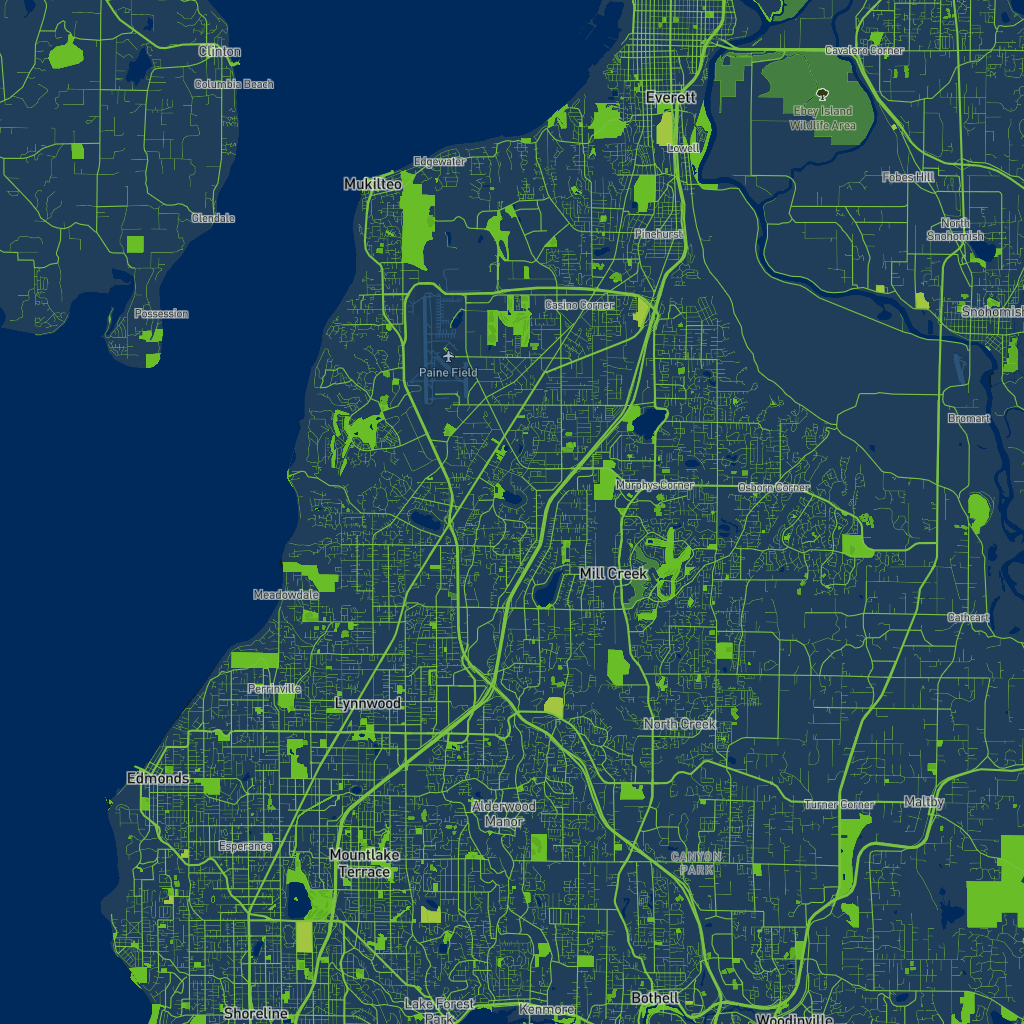 Clinton
Cavalero Corner
Columbia Beach
Everett
Ebey Island
Wildlife Area
Lowell
Edgewater
Mukilteo
Fobes Hill
Glendale
North
Snohomish
Pinehurst
Casino Corner
Possession
Snohomish
Paine Field
Bromart
Murphys Corner
Osborn Corner
Mill Creek
Meadowdale
Cathcart
Perrinville
Lynnwood
North Creek
Edmonds
Alderwood
Manor
Turner Corner
Maltby
Esperance
Mountlake
Terrace
CANYON
PARK
Bothell
Lake Forest
Park
Kenmore
Shoreline
Woodinville